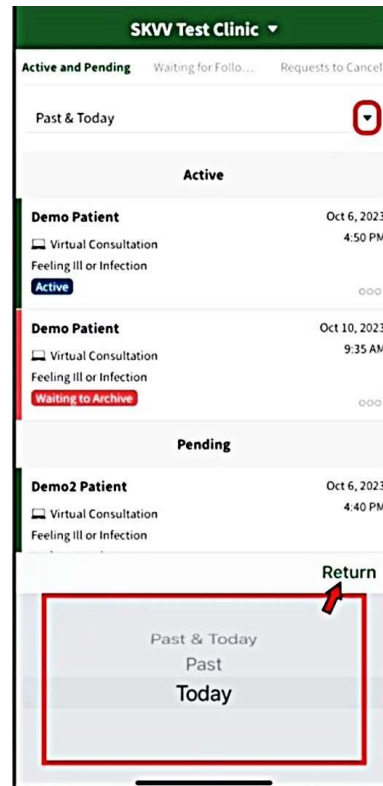 SKVV Test Clinic
Active and Pending Waiting for Follo... Requests to Cancel
Past & Today
Active
Demo Patient Oct 6, 2023
Virtual Consultation 4:50 PM
Feeling Ill or Infection
Active
Demo Patient Oct 10, 2023
Virtual Consultation 9:35 AM
Feeling Ill or Infection
Waiting to Archive
Pending
Demo2 Patient Oct 6, 2023
Virtual Consultation 4:40 PM
Feeling Ill or Infection
Return
Past & Today
Past
Today